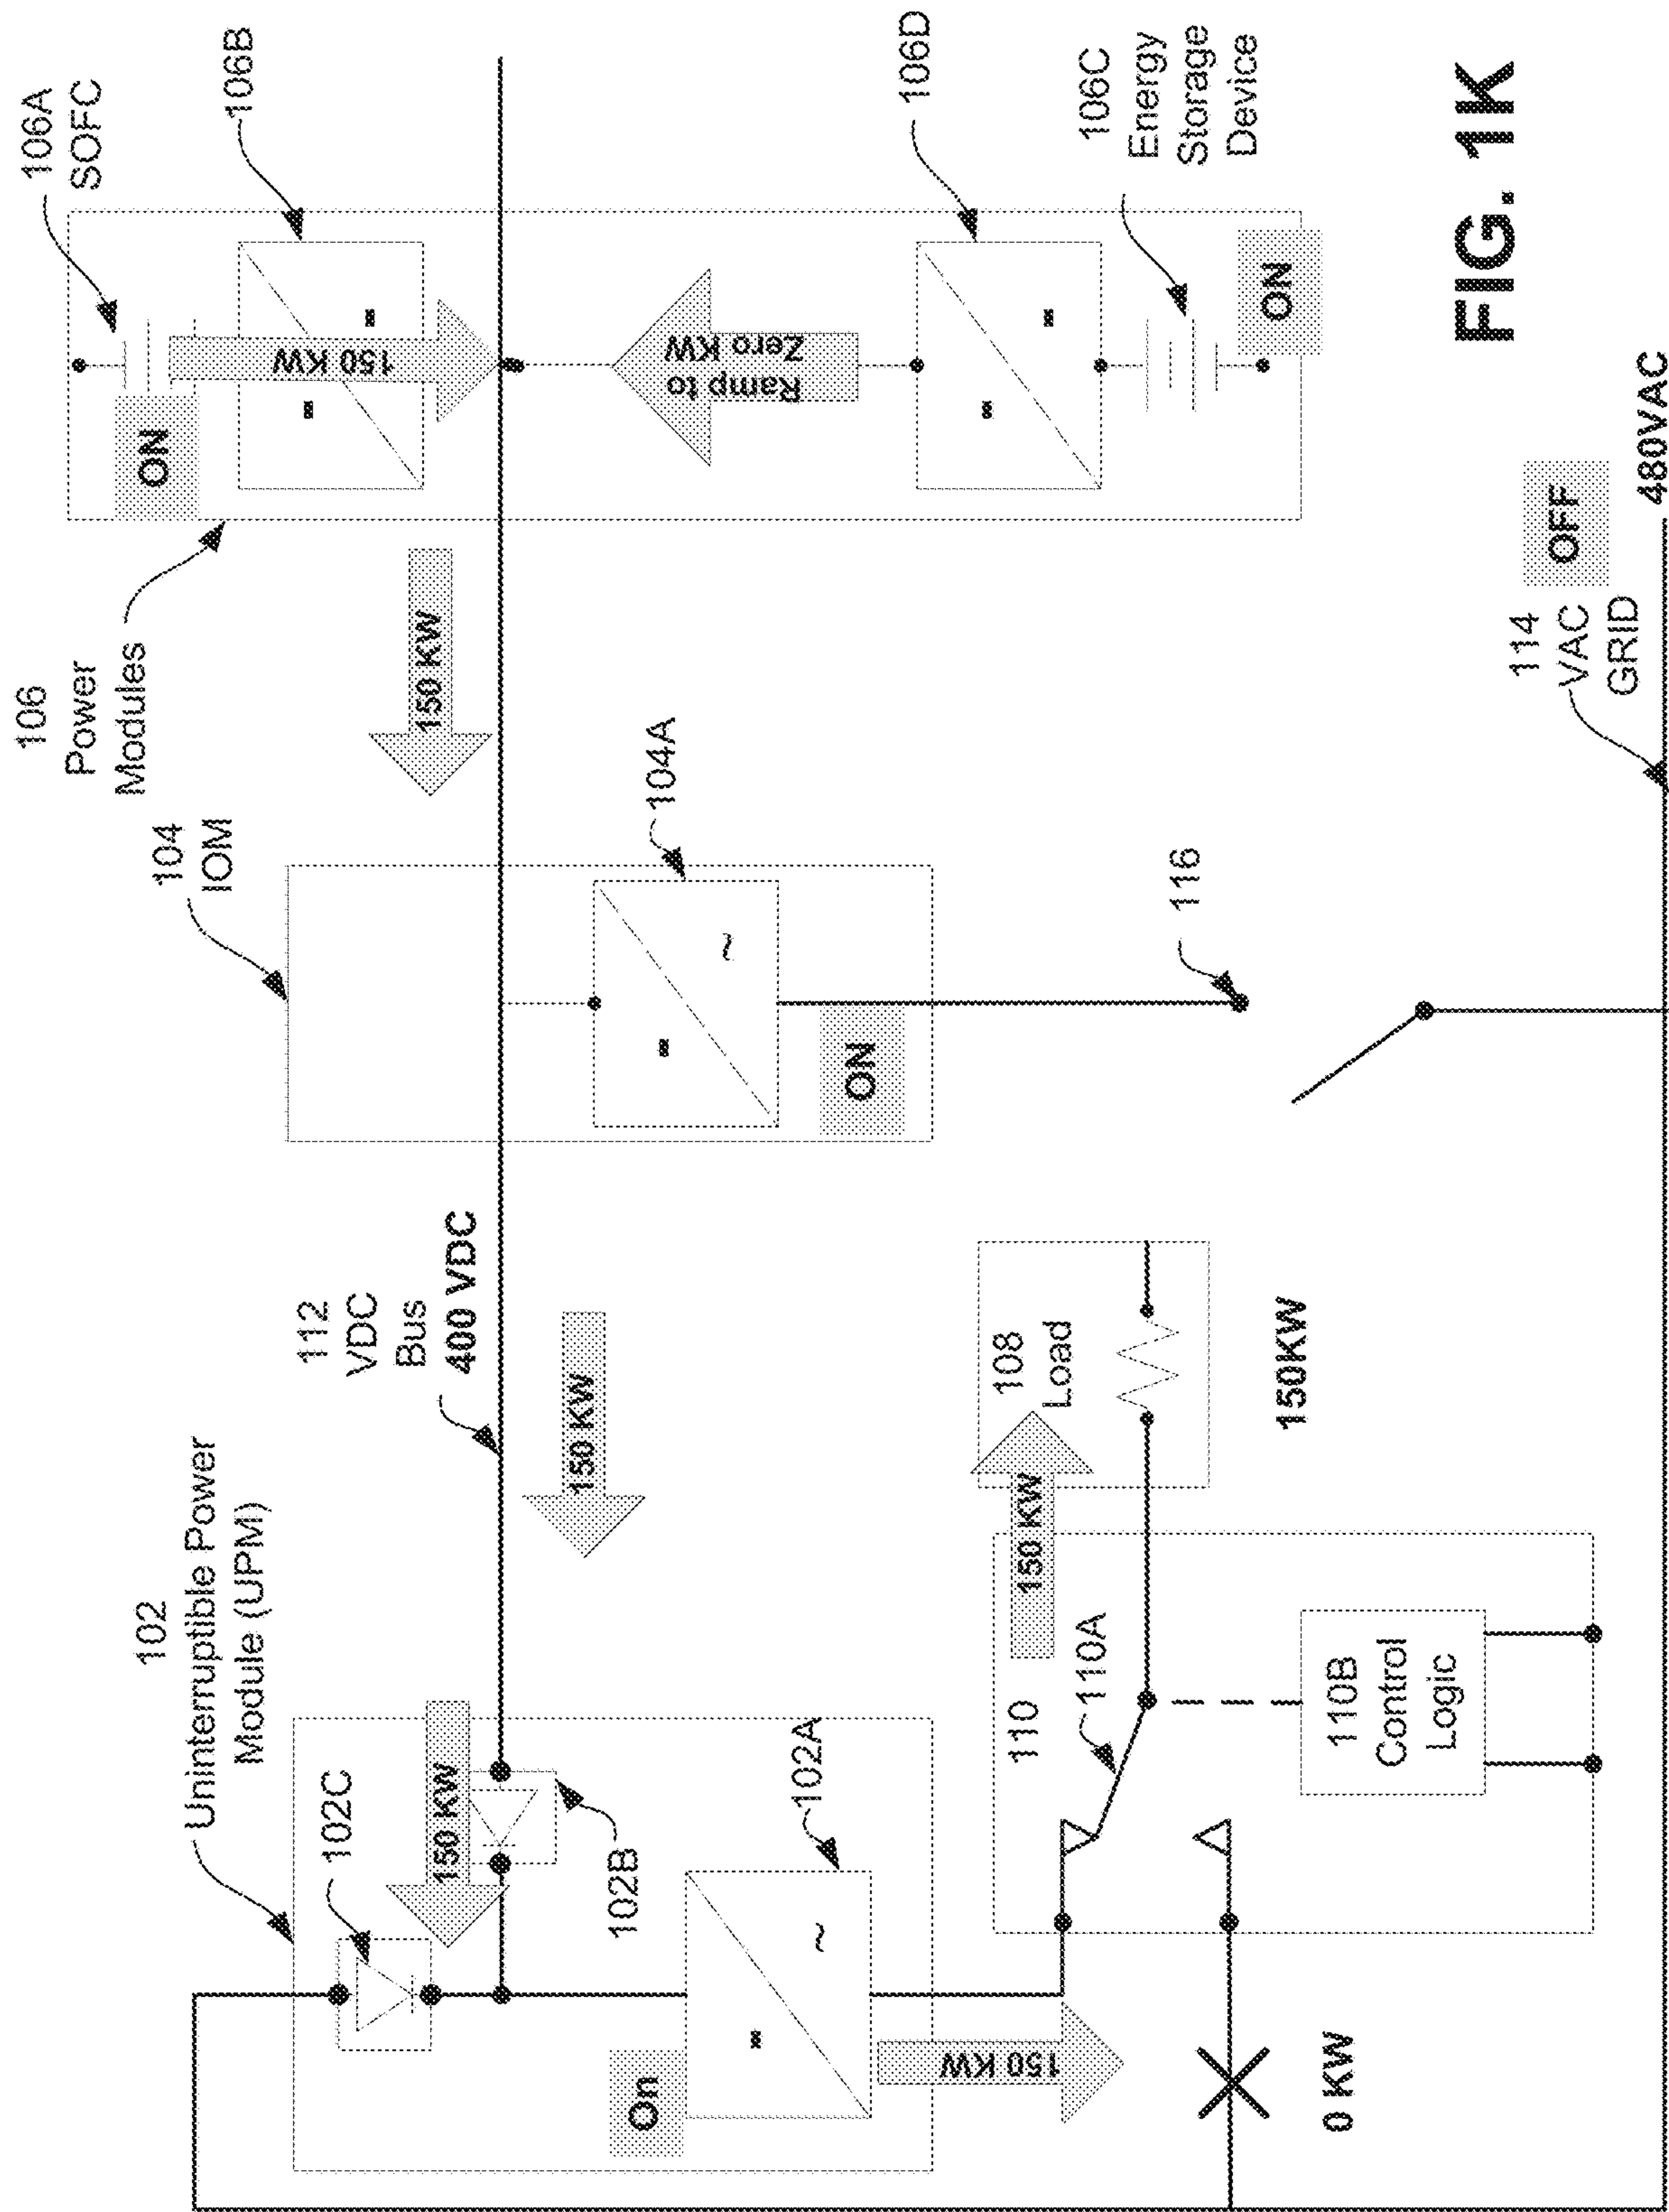 102
Uninterruptible Power
Module (UPM)
102C
150 KW
102B
On
102A
150 KW
112
VDC
Bus
400 VDC
150 KW
104
IOM
104A
ON
116
106
Power
Modules
150 KW
106A
SOFC
ON
150 KW
106B
Ramp to
Zero KW
106D
106C
Energy
Storage
Device
ON
110
110A
150 KW
108
Load
150KW
110B
Control
Logic
0 KW
114
VAC
GRID
OFF
480VAC
FIG. 1K